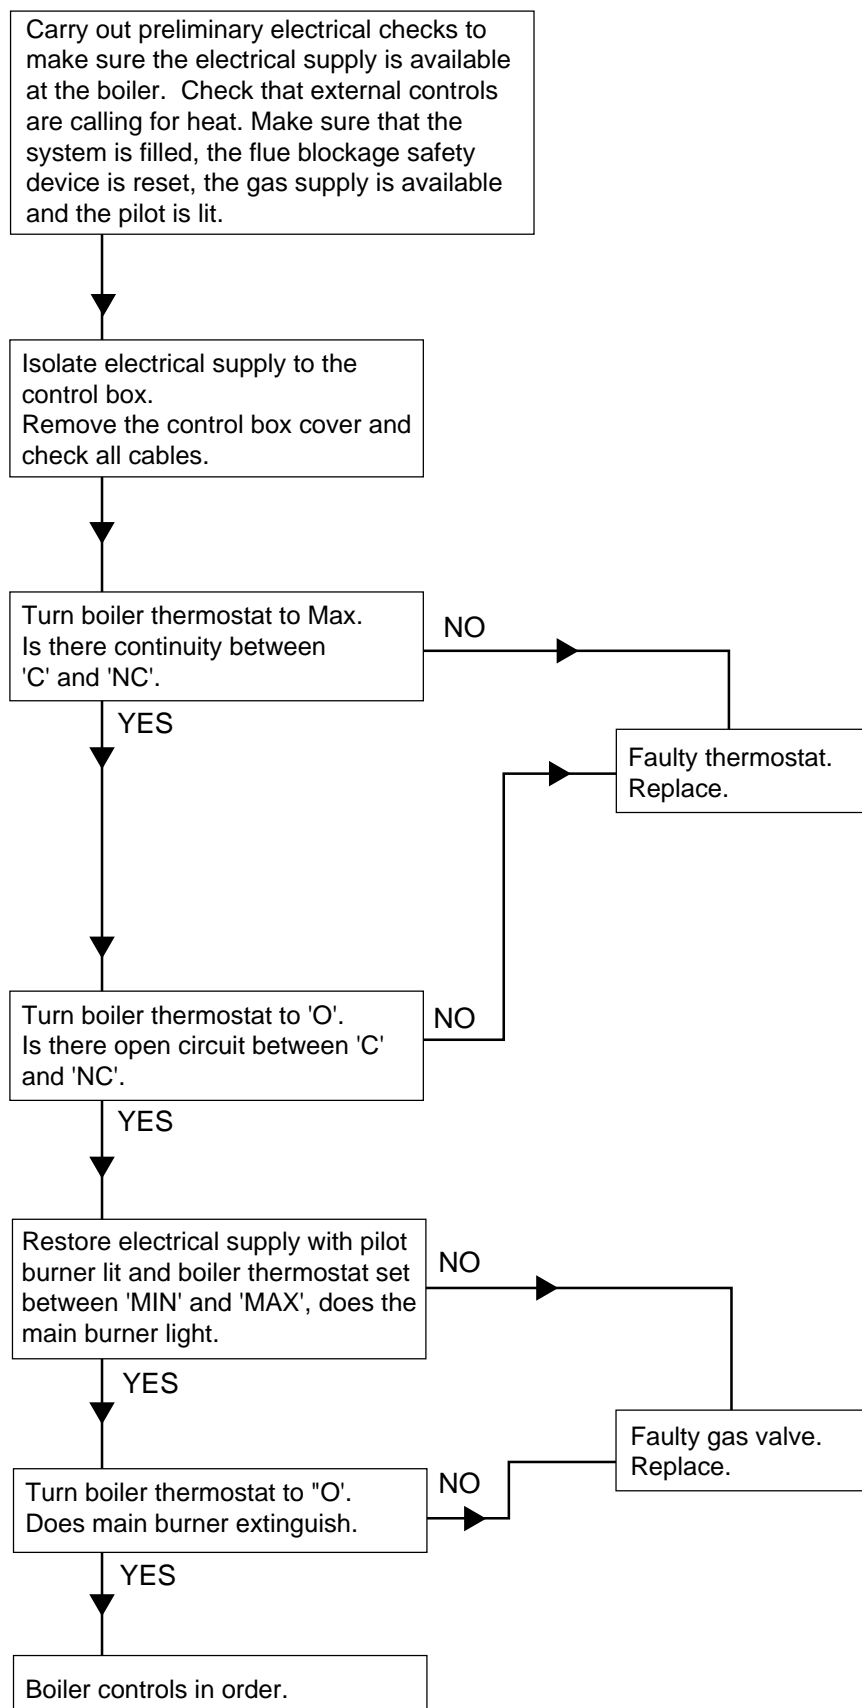 Carry out preliminary electrical checks to
make sure the electrical supply is available
at the boiler.  Check that external controls
are calling for heat. Make sure that the
system is filled, the flue blockage safety
device is reset, the gas supply is available
and the pilot is lit.
Isolate electrical supply to the
control box.
Remove the control box cover and
check all cables.
Turn boiler thermostat to Max.
Is there continuity between
'C' and 'NC'.
NO
YES
Faulty thermostat.
Replace.
Turn boiler thermostat to 'O'.
Is there open circuit between 'C'
and 'NC'.
NO
YES
Restore electrical supply with pilot
burner lit and boiler thermostat set
between 'MIN' and 'MAX', does the
main burner light.
NO
YES
Faulty gas valve.
Replace.
Turn boiler thermostat to "O'.
Does main burner extinguish.
NO
YES
Boiler controls in order.